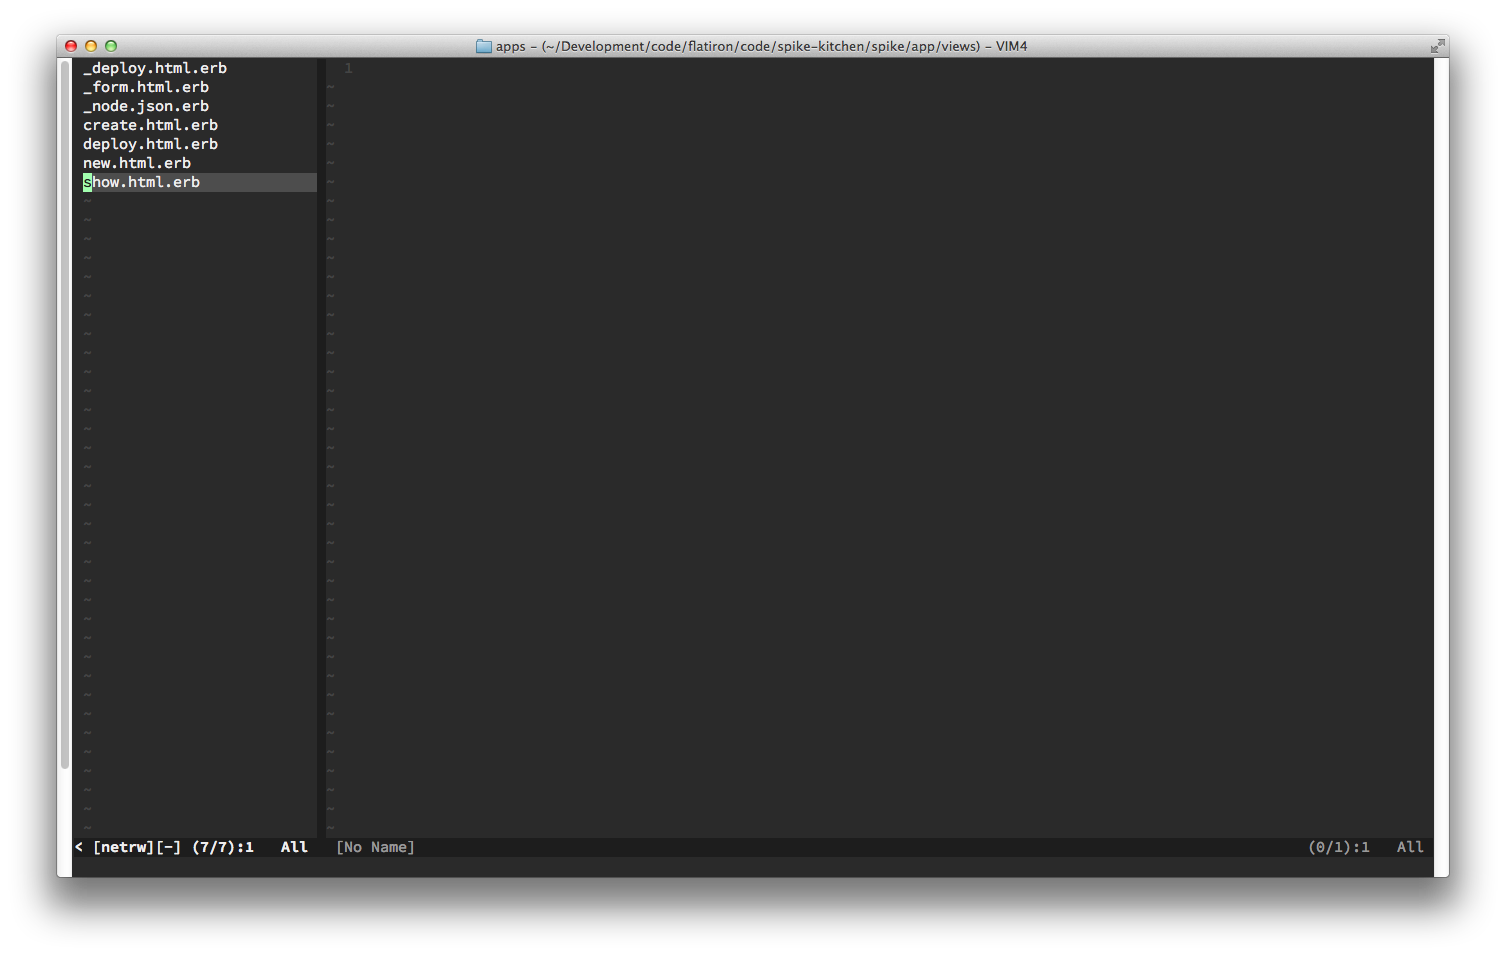 apps – (~/Development/code/flatiron/code/spike-kitchen/spike/app/views) – VIM4
_deploy.html.erb
_form.html.erb
_node.json.erb
create.html.erb
deploy.html.erb
new.html.erb
show.html.erb
1
< [netrw][-] (7/7):1 All
[No Name] (0/1):1 All